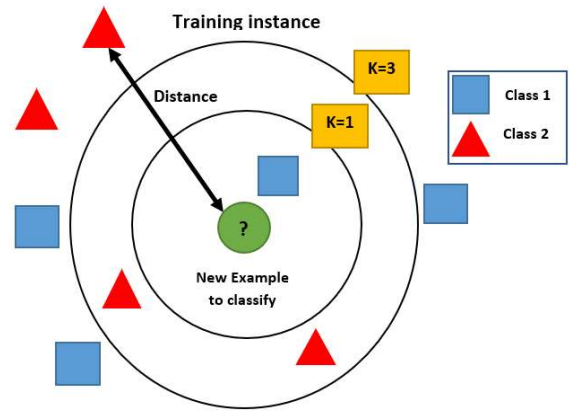 Training instance
K=3
Distance
K=1
Class 1
Class 2
?
New Example
to classify